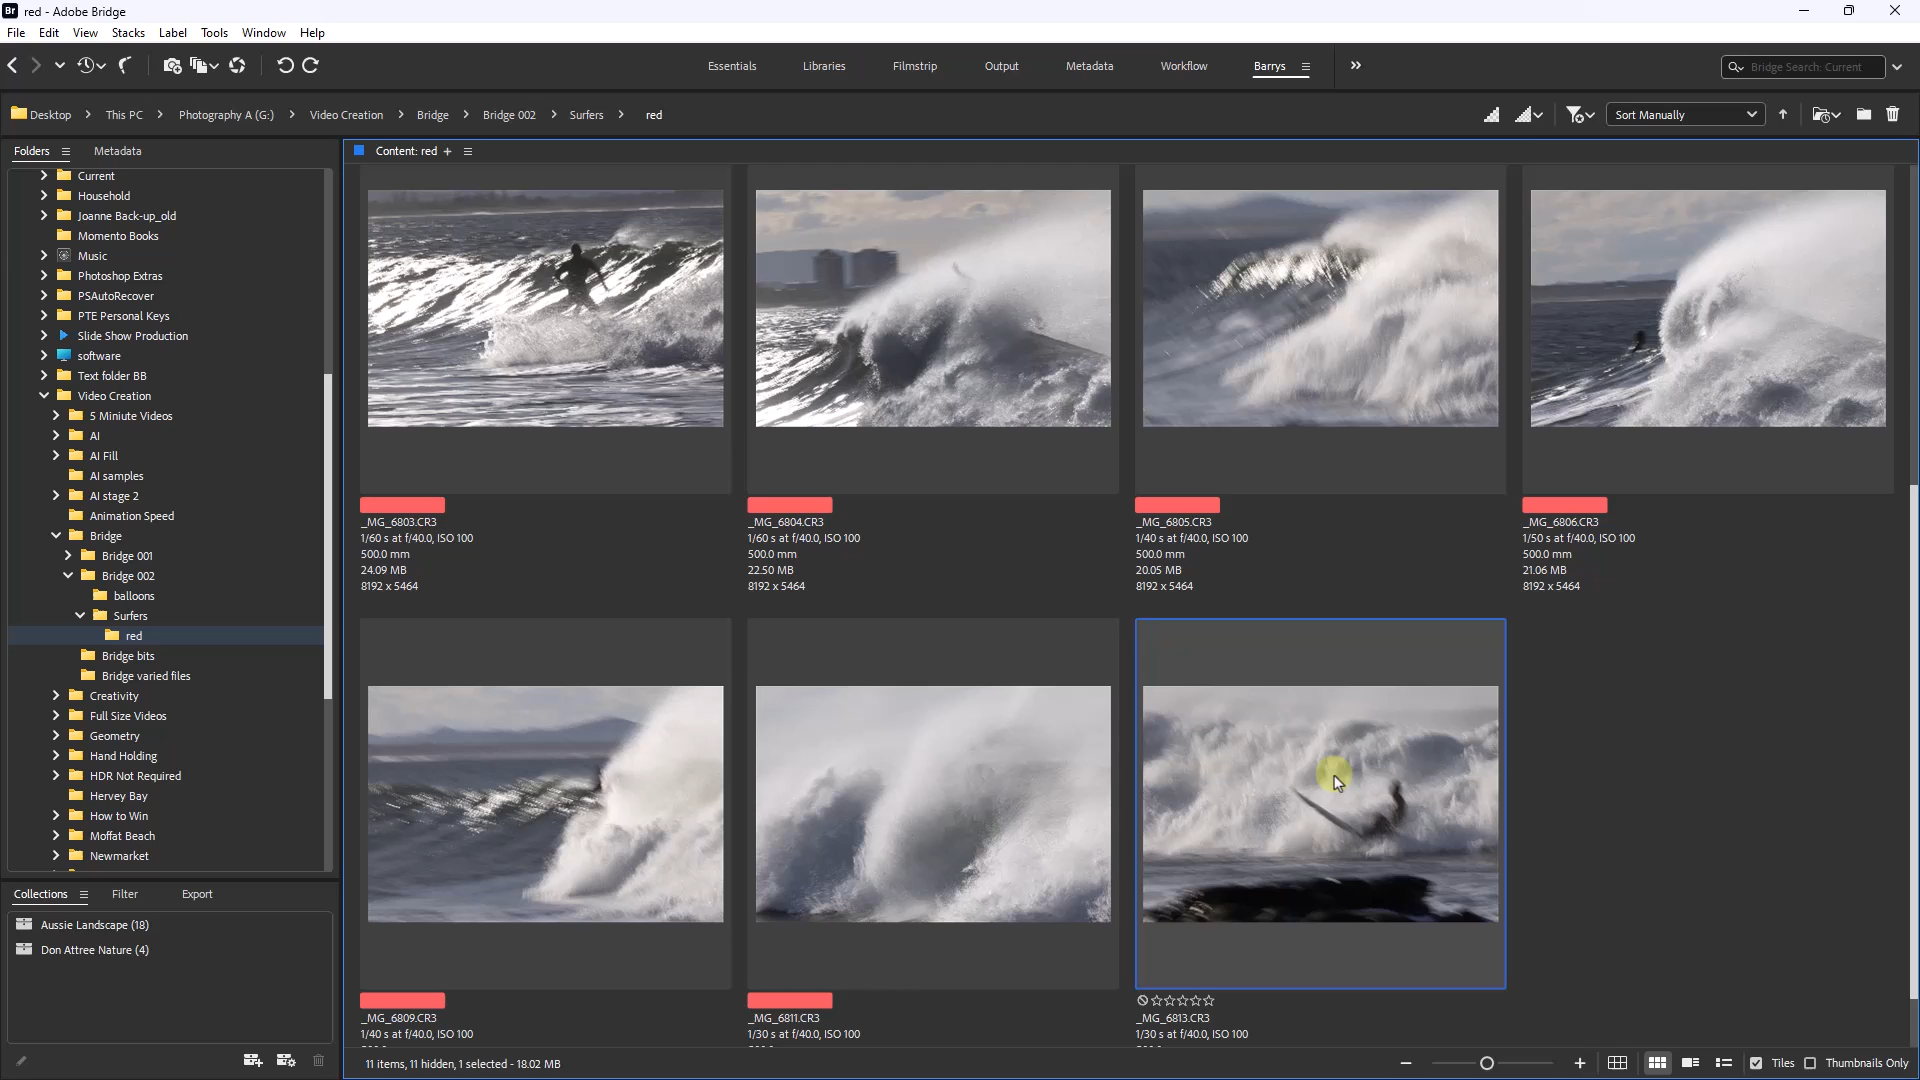 Br red - Adobe Bridge
File Edit View Stacks Label Tools Window Help
Essentials Libraries Filmstrip Output Metadata Workflow Barrys
Bridge Search: Current
Desktop This PC Photography A (G:) Video Creation Bridge Bridge 002 Surfers red
Sort Manually
Folders Metadata
Content: red
Current
Household
Joanne Back-up_old
Momento Books
Music
Photoshop Extras
PSAutoRecover
PTE Personal Keys
Slide Show Production
software
Text folder BB
Video Creation
5 Miniute Videos
AI
AI Fill
AI samples
AI stage 2
Animation Speed
Bridge
Bridge 001
Bridge 002
balloons
Surfers
red
Bridge bits
Bridge varied files
Creativity
Full Size Videos
Geometry
Hand Holding
HDR Not Required
Hervey Bay
How to Win
Moffat Beach
Newmarket
Collections Filter Export
Aussie Landscape (18)
Don Attree Nature (4)
_MG_6803.CR3
1/60 s at f/40.0, ISO 100
500.0 mm
24.09 MB
8192 x 5464
_MG_6804.CR3
1/60 s at f/40.0, ISO 100
500.0 mm
22.50 MB
8192 x 5464
_MG_6805.CR3
1/40 s at f/40.0, ISO 100
500.0 mm
20.05 MB
8192 x 5464
_MG_6806.CR3
1/50 s at f/40.0, ISO 100
500.0 mm
21.06 MB
8192 x 5464
_MG_6809.CR3
1/40 s at f/40.0, ISO 100
_MG_6811.CR3
1/30 s at f/40.0, ISO 100
_MG_6813.CR3
1/30 s at f/40.0, ISO 100
11 items, 11 hidden, 1 selected - 18.02 MB
Tiles Thumbnails Only